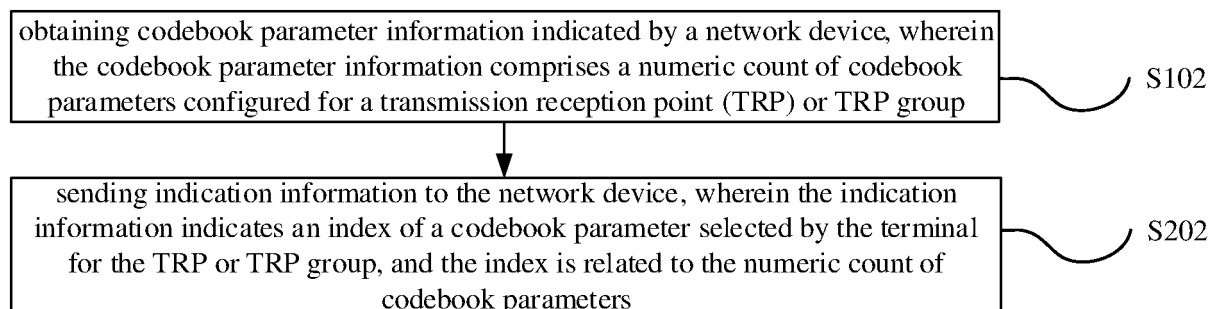 obtaining codebook parameter information indicated by a network device, wherein
the codebook parameter information comprises a numeric count of codebook
parameters configured for a transmission reception point (TRP) or TRP group
S102
sending indication information to the network device, wherein the indication
information indicates an index of a codebook parameter selected by the terminal
for the TRP or TRP group, and the index is related to the numeric count of
codebook parameters
S202